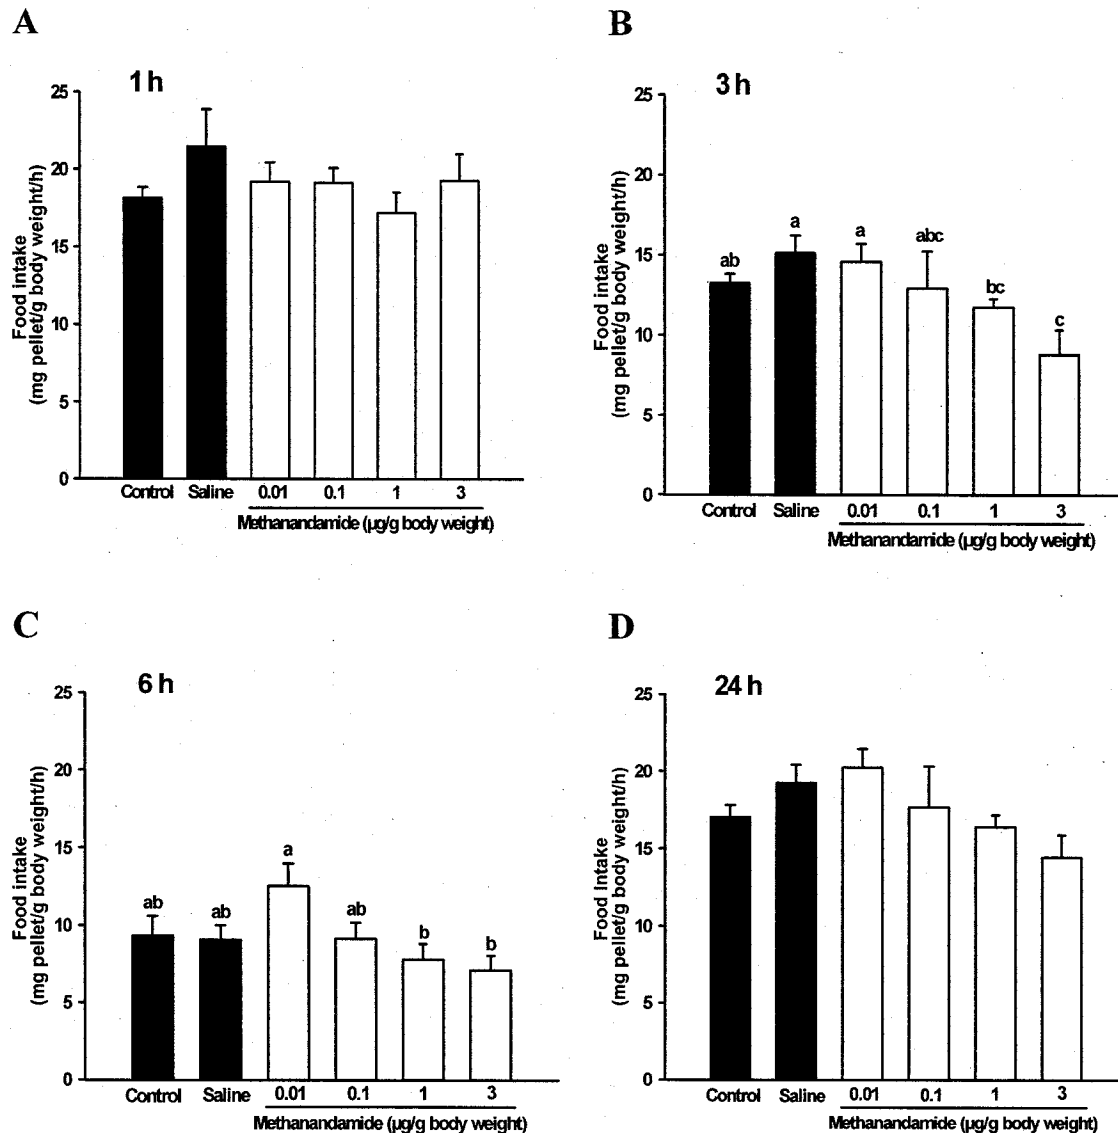 A
1 h
Food intake
(mg pellet/g body weight/h)
25
20
15
10
5
0
Control Saline 0.01 0.1 1 3
Methanandamide (µg/g body weight)
B
3 h
Food intake
(mg pellet/g body weight/h)
25
20
15
10
5
0
ab a a abc bc c
Control Saline 0.01 0.1 1 3
Methanandamide (µg/g body weight)
C
6 h
Food intake
(mg pellet/g body weight/h)
25
20
15
10
5
0
ab ab a ab b b
Control Saline 0.01 0.1 1 3
Methanandamide (µg/g body weight)
D
24 h
Food Intake
(mg pellet/g body weight/h)
25
20
15
10
5
0
Control Saline 0.01 0.1 1 3
Methanandamide (µg/g body weight)